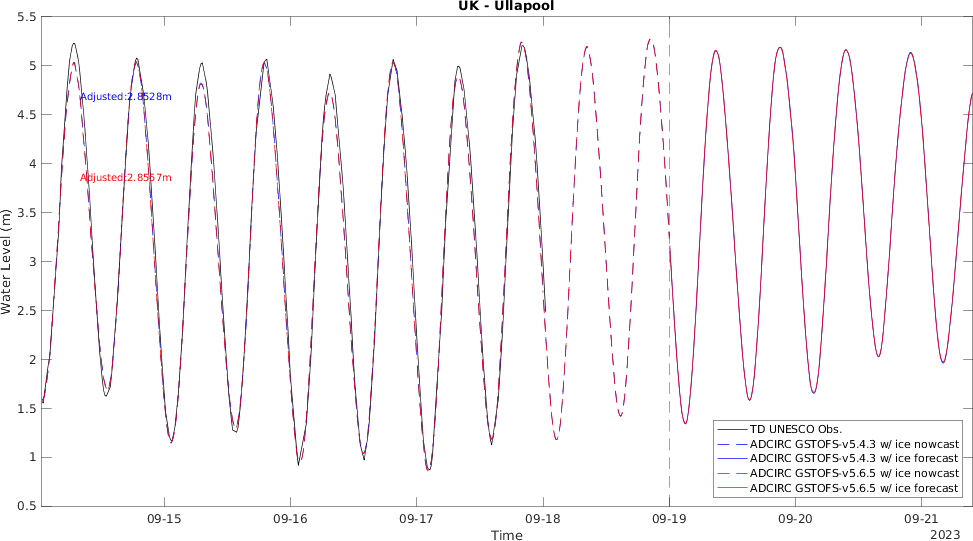 UK - Ullapool
5.5
5
4.5
4
3.5
3
2.5
2
1.5
1
0.5
Water Level (m)
Adjusted:2.8528m
Adjusted:2.8567m
TD UNESCO Obs.
ADCIRC GSTOFS-v5.4.3 w/ ice nowcast
ADCIRC GSTOFS-v5.4.3 w/ ice forecast
ADCIRC GSTOFS-v5.6.5 w/ ice nowcast
ADCIRC GSTOFS-v5.6.5 w/ ice forecast
09-15 09-16 09-17 09-18 09-19 09-20 09-21
Time
2023